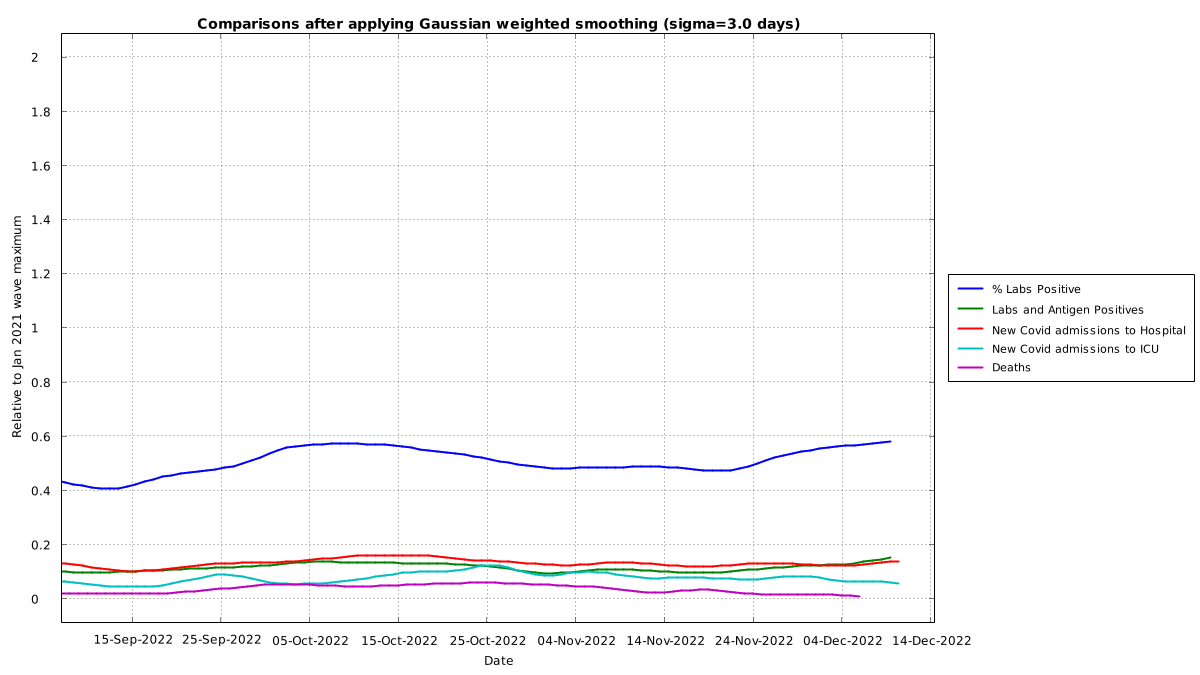 Comparisons after applying Gaussian weighted smoothing (sigma=3.0 days)
Relative to Jan 2021 wave maximum
2
1.8
1.6
1.4
1.2
1
0.8
0.6
0.4
0.2
0
15-Sep-2022 25-Sep-2022 05-Oct-2022 15-Oct-2022 25-Oct-2022 04-Nov-2022 14-Nov-2022 24-Nov-2022 04-Dec-2022 14-Dec-2022
Date
% Labs Positive
Labs and Antigen Positives
New Covid admissions to Hospital
New Covid admissions to ICU
Deaths